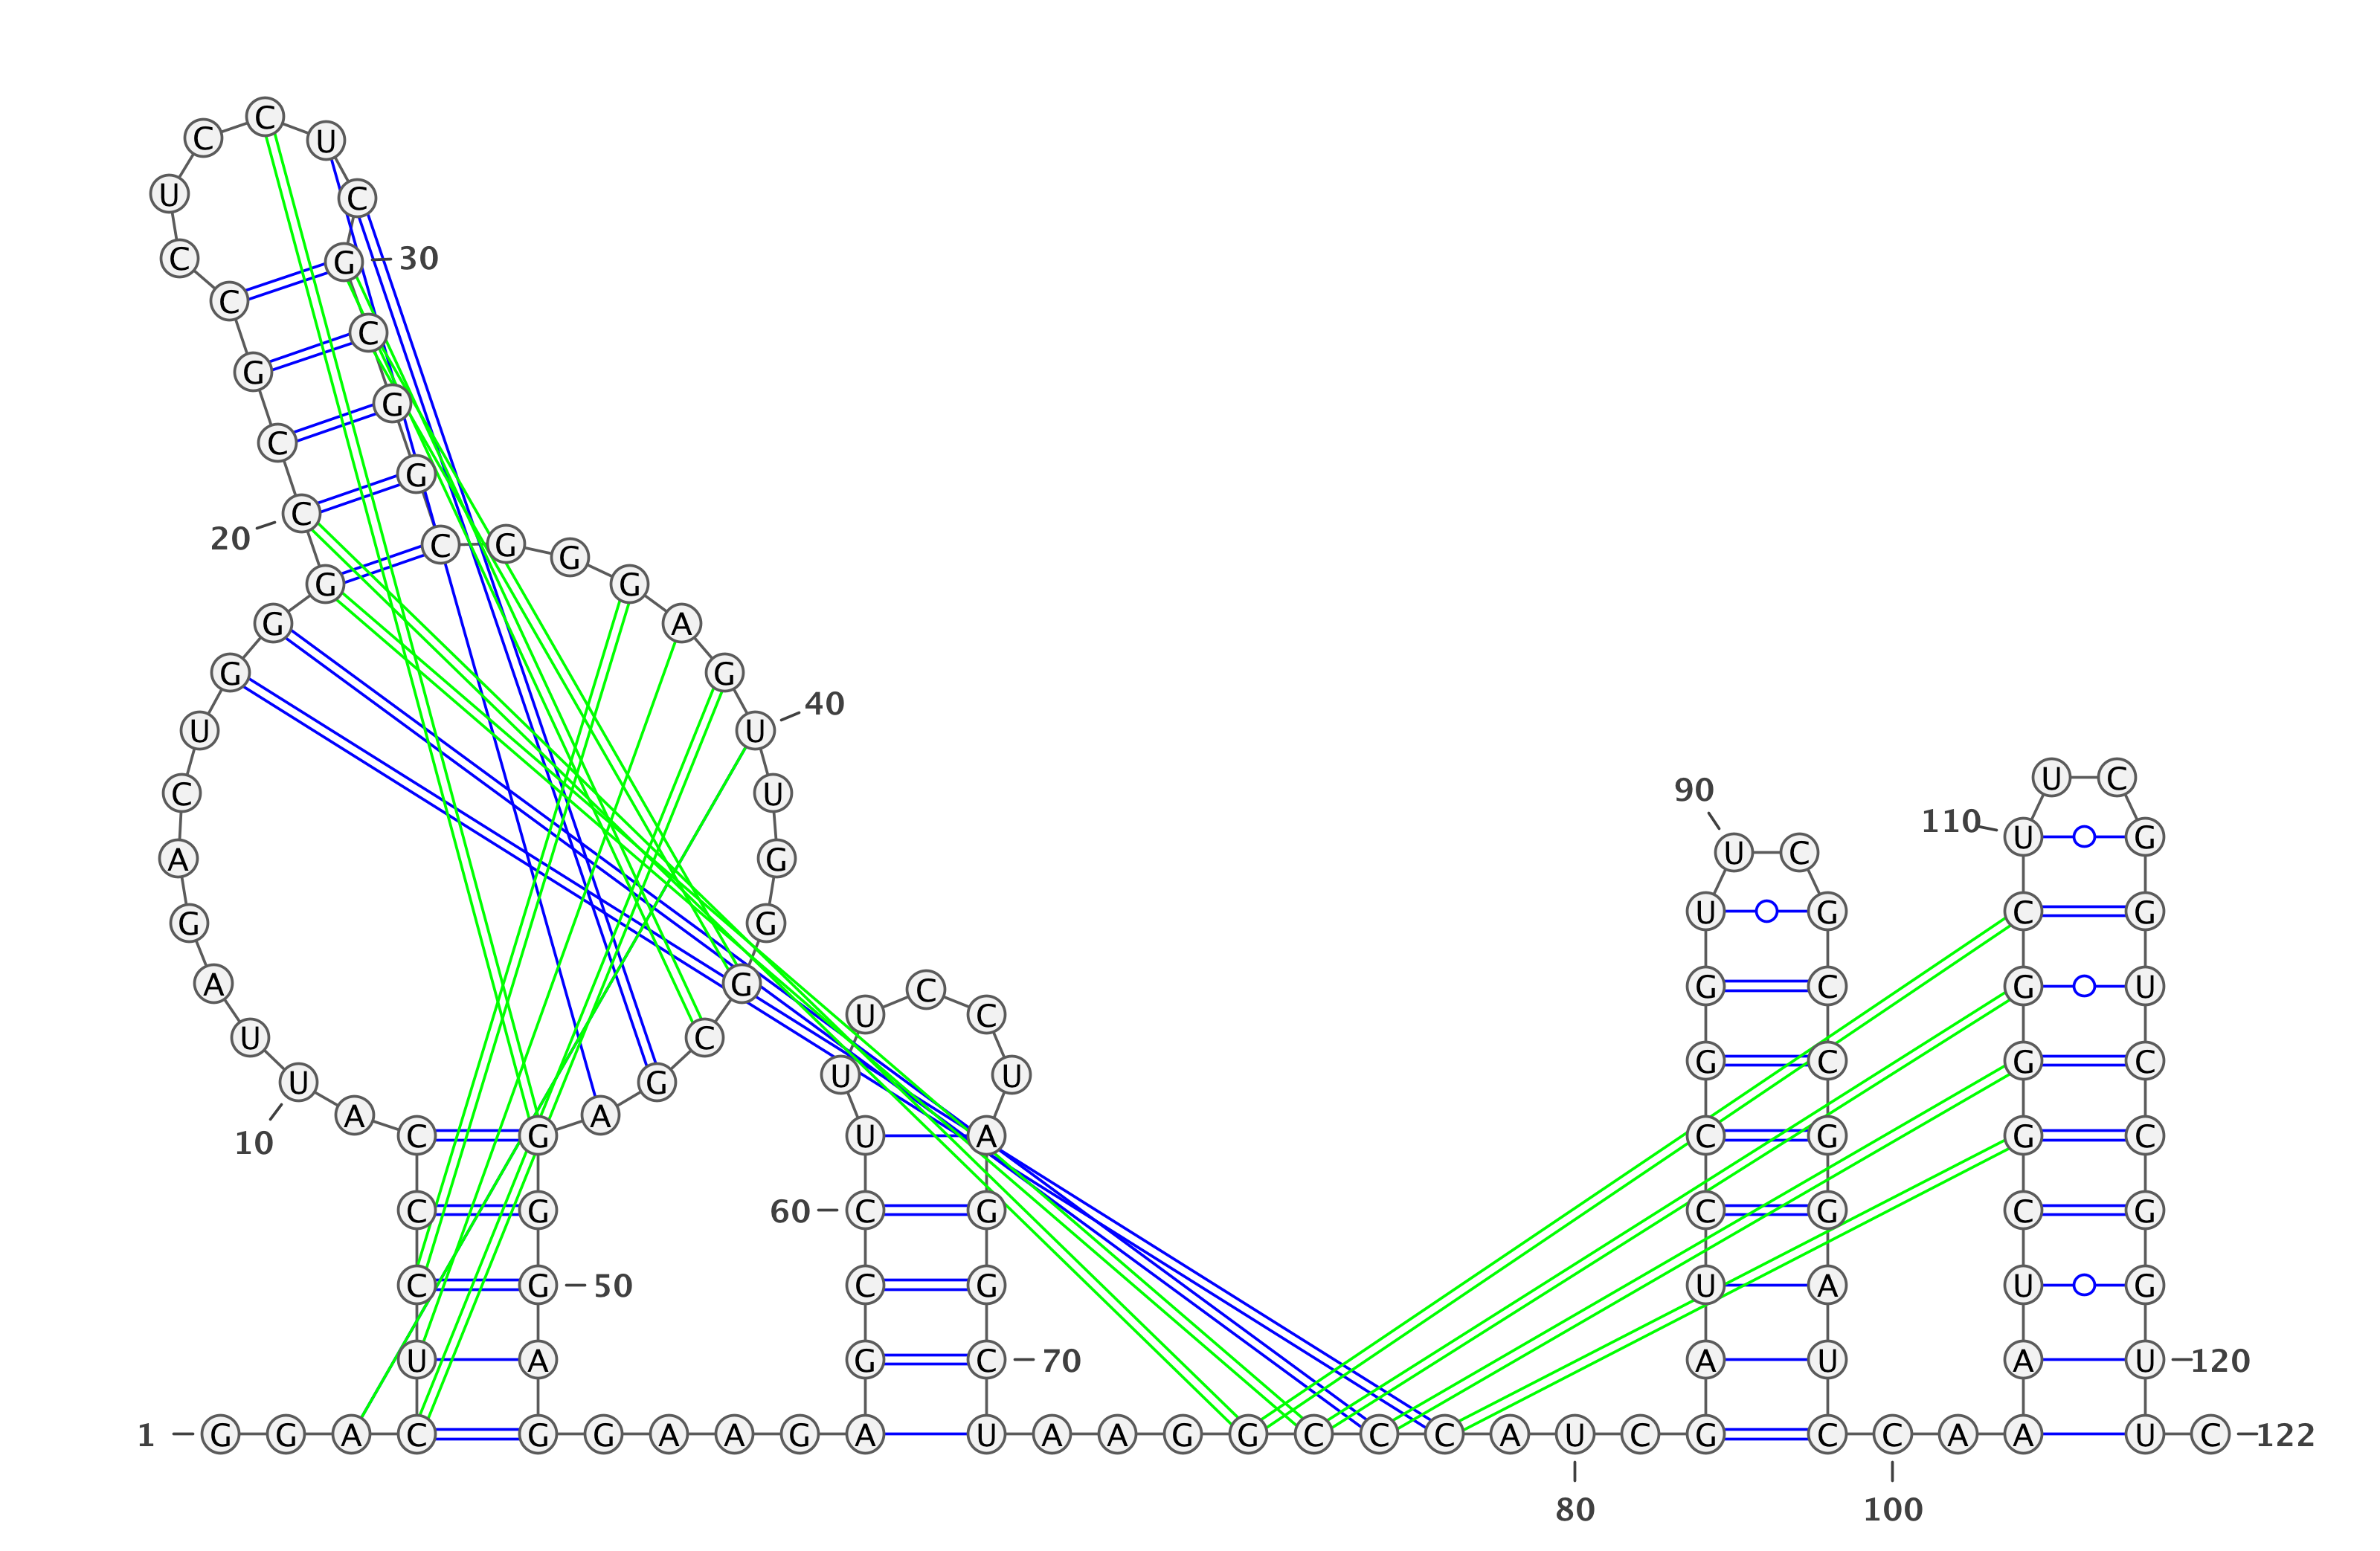 C
C U
U C
C G 30
C
C
G
G
C
G
C
20 C G G
G G
G A
G G
40
U U
U C
C U 90
110 U G
A G U C
U G C G
G G
A G C G C G U
U C
U C
G C G C
U U
U G
A A
C G U A C G G C
10
C G 60 C G C G C G
C G 50 C G U A U G
U A G C 70 A U A U 120
1 G G A C G G A A G A U A A G G C C C A U C G C C A A U C 122
80 100